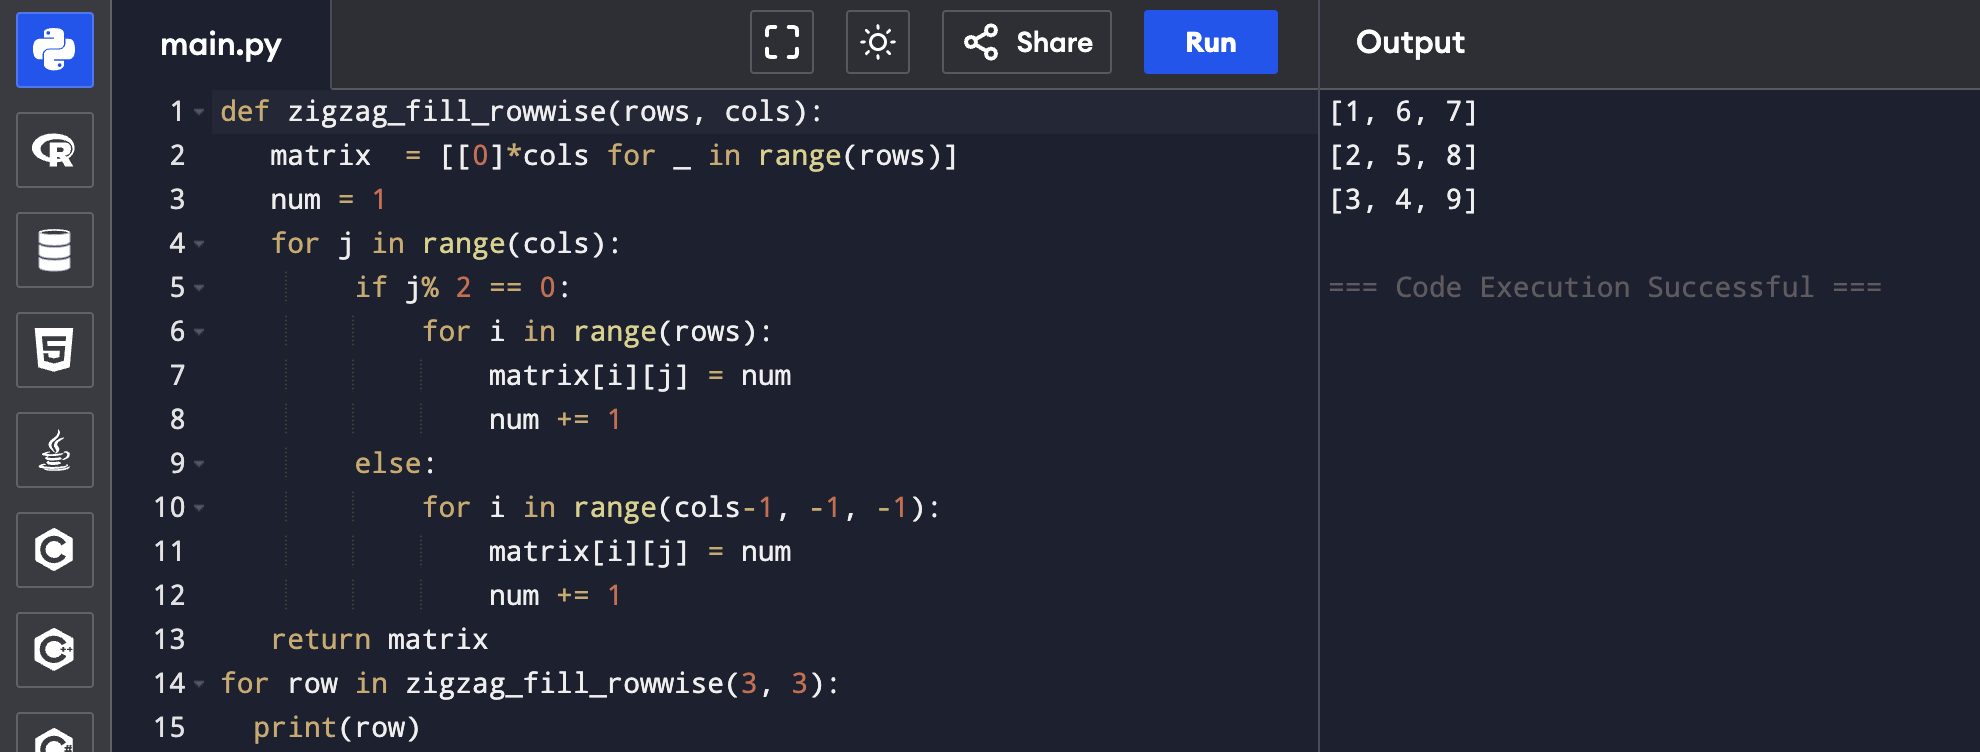 main.py
Share
Run
Output
1 def zigzag_fill_rowwise(rows, cols):
2    matrix  = [[0]*cols for _ in range(rows)]
3    num = 1
4    for j in range(cols):
5         if j% 2 == 0:
6             for i in range(rows):
7                 matrix[i][j] = num
8                 num += 1
9         else:
10             for i in range(cols-1, -1, -1):
11                 matrix[i][j] = num
12                 num += 1
13    return matrix
14 for row in zigzag_fill_rowwise(3, 3):
15   print(row)
[1, 6, 7]
[2, 5, 8]
[3, 4, 9]
=== Code Execution Successful ===
R
5
C
C++
C#